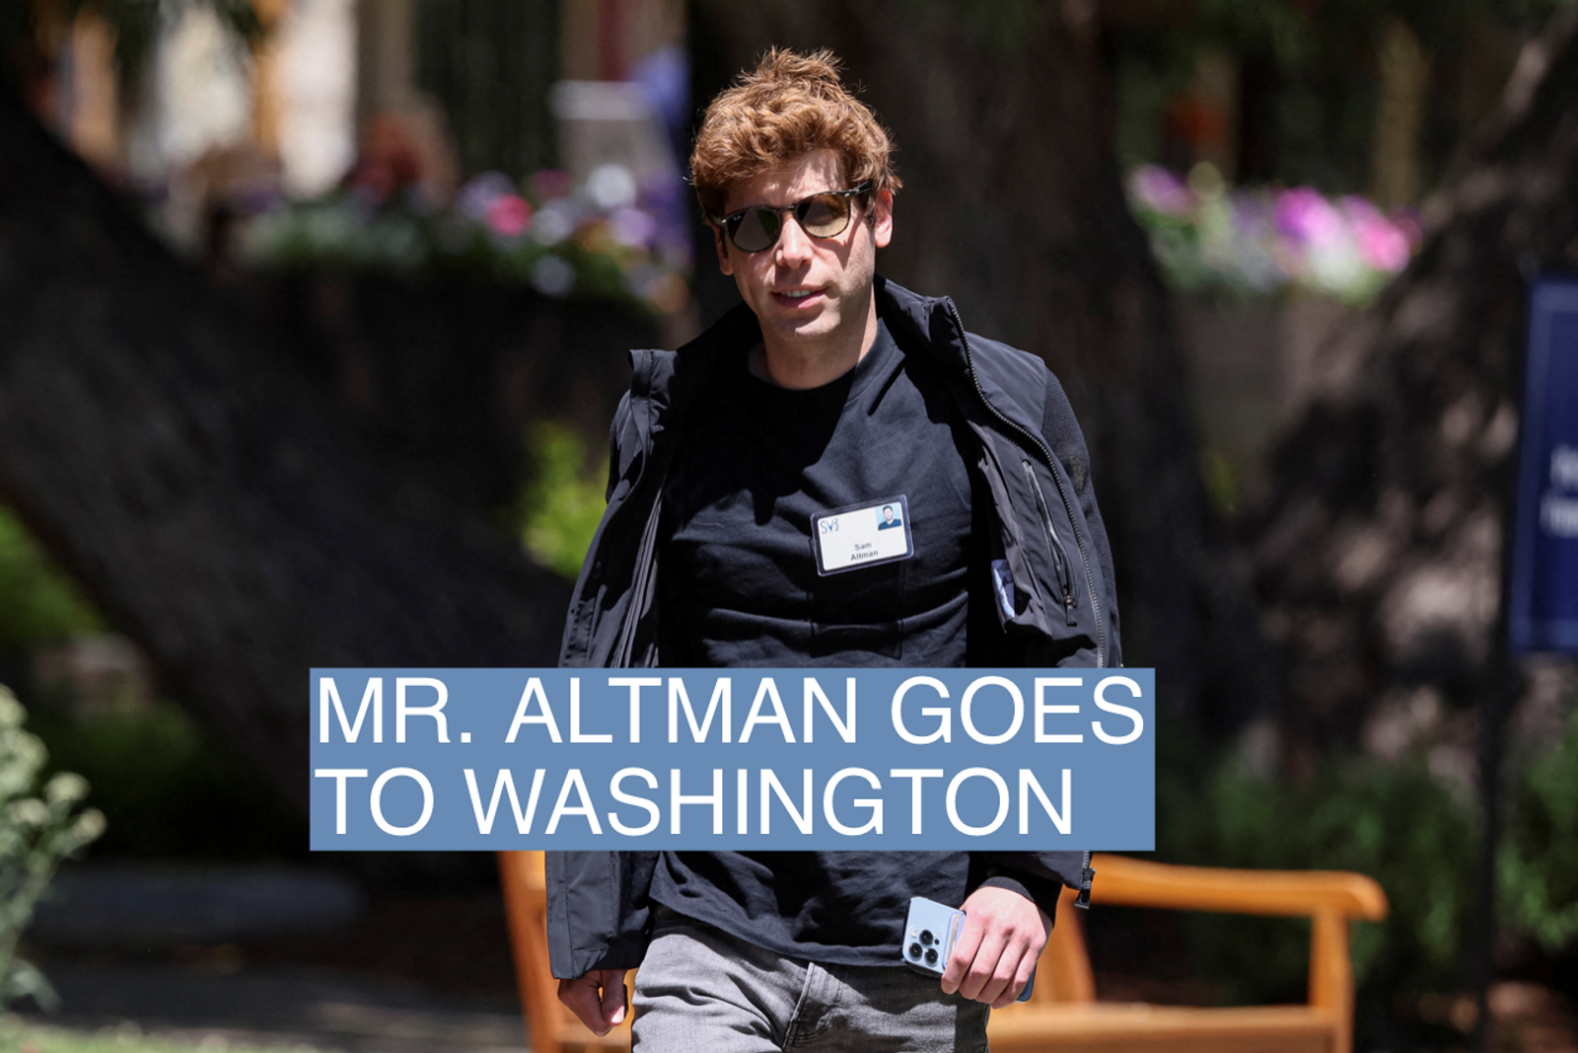 Sam
Altman
MR. ALTMAN GOES
TO WASHINGTON